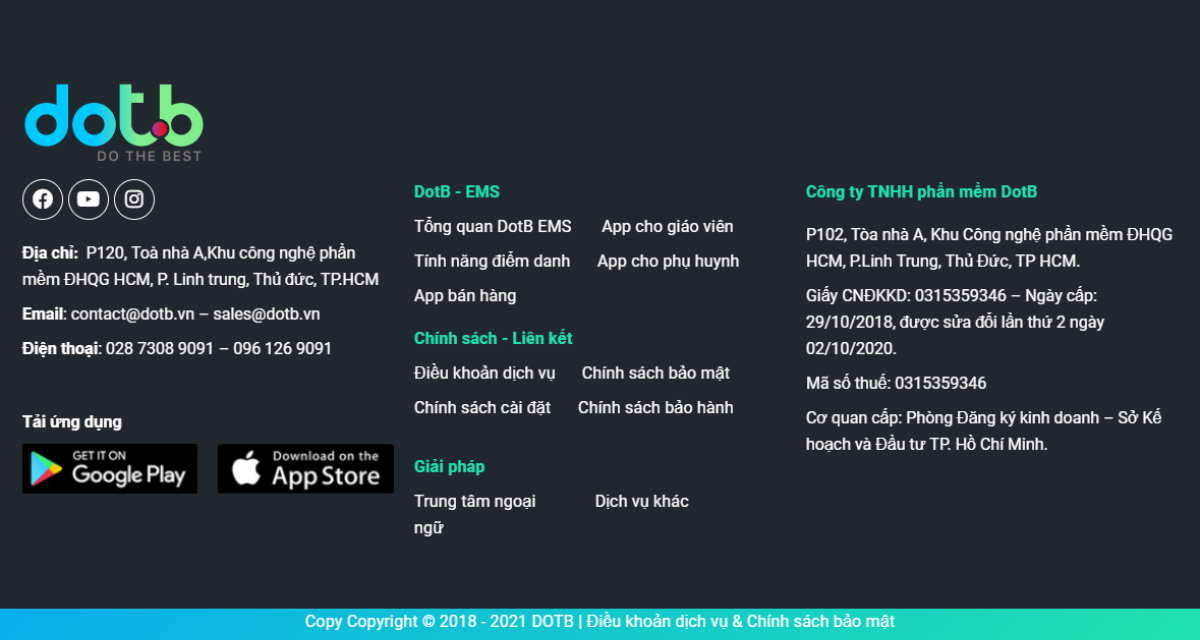 dotb
DO THE BEST
Địa chỉ: P120, Toà nhà A,Khu công nghệ phần
mềm ĐHQG HCM, P. Linh trung, Thủ đức, TP.HCM
Email: contact@dotb.vn – sales@dotb.vn
Điện thoại: 028 7308 9091 – 096 126 9091
Tải ứng dụng
GET IT ON
Google Play
Download on the
App Store
DotB - EMS
Tổng quan DotB EMS App cho giáo viên
Tính năng điểm danh App cho phụ huynh
App bán hàng
Chính sách - Liên kết
Điều khoản dịch vụ Chính sách bảo mật
Chính sách cài đặt Chính sách bảo hành
Giải pháp
Trung tâm ngoại Dịch vụ khác
ngữ
Công ty TNHH phần mềm DotB
P102, Tòa nhà A, Khu Công nghệ phần mềm ĐHQG
HCM, P.Linh Trung, Thủ Đức, TP HCM.
Giấy CNĐKKD: 0315359346 – Ngày cấp:
29/10/2018, được sửa đổi lần thứ 2 ngày
02/10/2020.
Mã số thuế: 0315359346
Cơ quan cấp: Phòng Đăng ký kinh doanh – Sở Kế
hoạch và Đầu tư TP. Hồ Chí Minh.
Copy Copyright © 2018 - 2021 DOTB | Điều khoản dịch vụ & Chính sách bảo mật